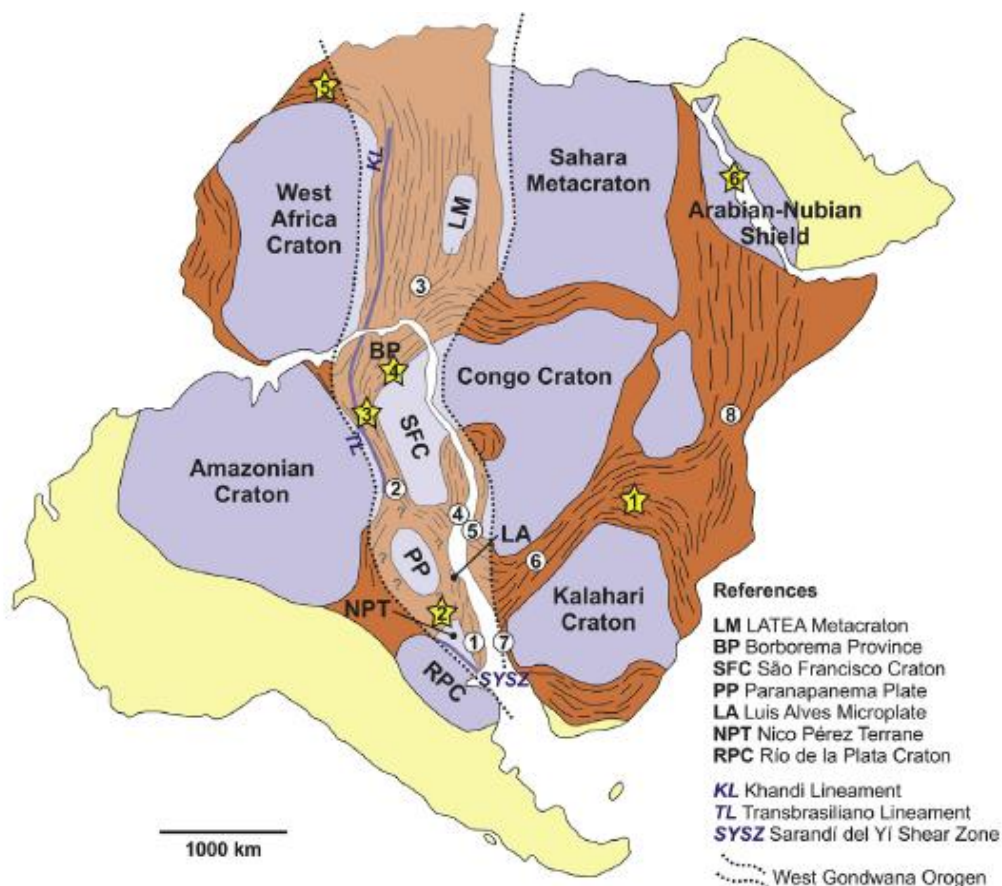 5
KL
West
Africa
Craton
LM
Sahara
Metacraton
6
Arabian-Nubian
Shield
3
BP
4
3
TL
SFC
Congo Craton
8
Amazonian
Craton
2
4
5
LA
1
6
PP
NPT
2
1
7
Kalahari
Craton
RPC
SYSZ
1000 km
References
LM LATEA Metacraton
BP Borborema Province
SFC São Francisco Craton
PP Paranapanema Plate
LA Luis Alves Microplate
NPT Nico Pérez Terrane
RPC Río de la Plata Craton
KL Khandi Lineament
TL Transbrasiliano Lineament
SYSZ Sarandí del Yí Shear Zone
West Gondwana Orogen